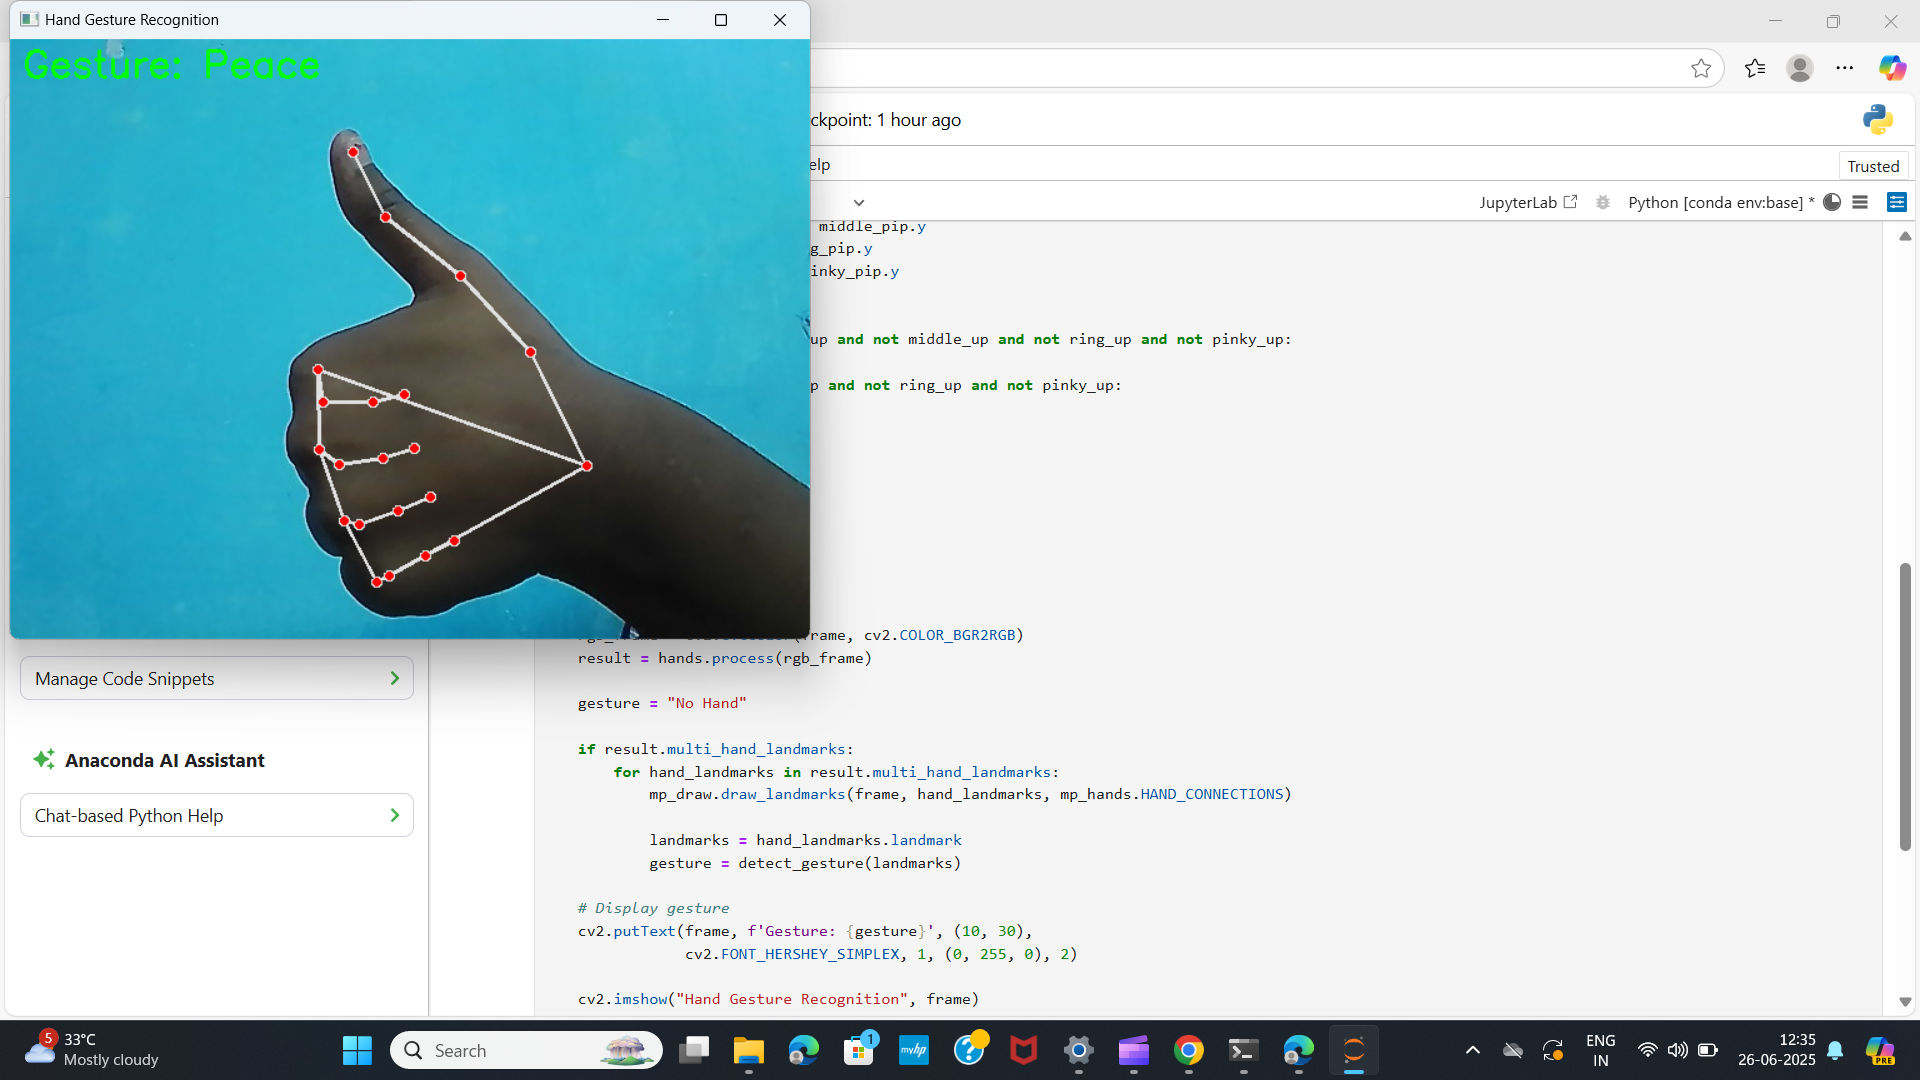 Hand Gesture Recognition
Gesture: Peace
ckpoint: 1 hour ago
elp
Trusted
JupyterLab
Python [conda env:base] *
middle_pip.y
g_pip.y
inky_pip.y
up and not middle_up and not ring_up and not pinky_up:
p and not ring_up and not pinky_up:
frame, cv2.COLOR_BGR2RGB)
result = hands.process(rgb_frame)
gesture = "No Hand"
if result.multi_hand_landmarks:
for hand_landmarks in result.multi_hand_landmarks:
mp_draw.draw_landmarks(frame, hand_landmarks, mp_hands.HAND_CONNECTIONS)
landmarks = hand_landmarks.landmark
gesture = detect_gesture(landmarks)
# Display gesture
cv2.putText(frame, f'Gesture: {gesture}', (10, 30),
cv2.FONT_HERSHEY_SIMPLEX, 1, (0, 255, 0), 2)
cv2.imshow("Hand Gesture Recognition", frame)
Manage Code Snippets
Anaconda AI Assistant
Chat-based Python Help
5
33°C
Mostly cloudy
Search
1
myhp
PRE
ENG
IN
12:35
26-06-2025